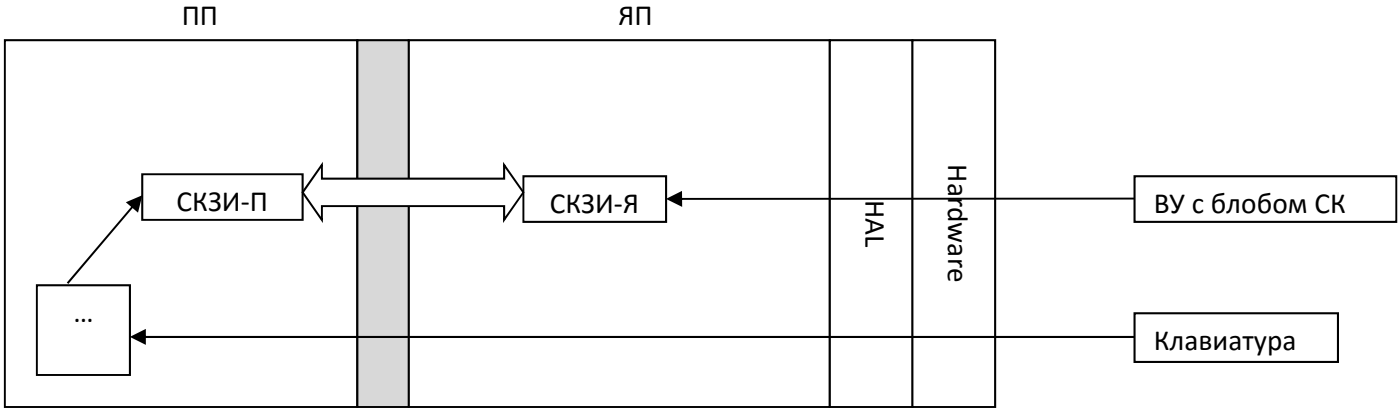 ПП
ЯП
СКЗИ-П
СКЗИ-Я
HAL
Hardware
ВУ с блобом СК
...
Клавиатура